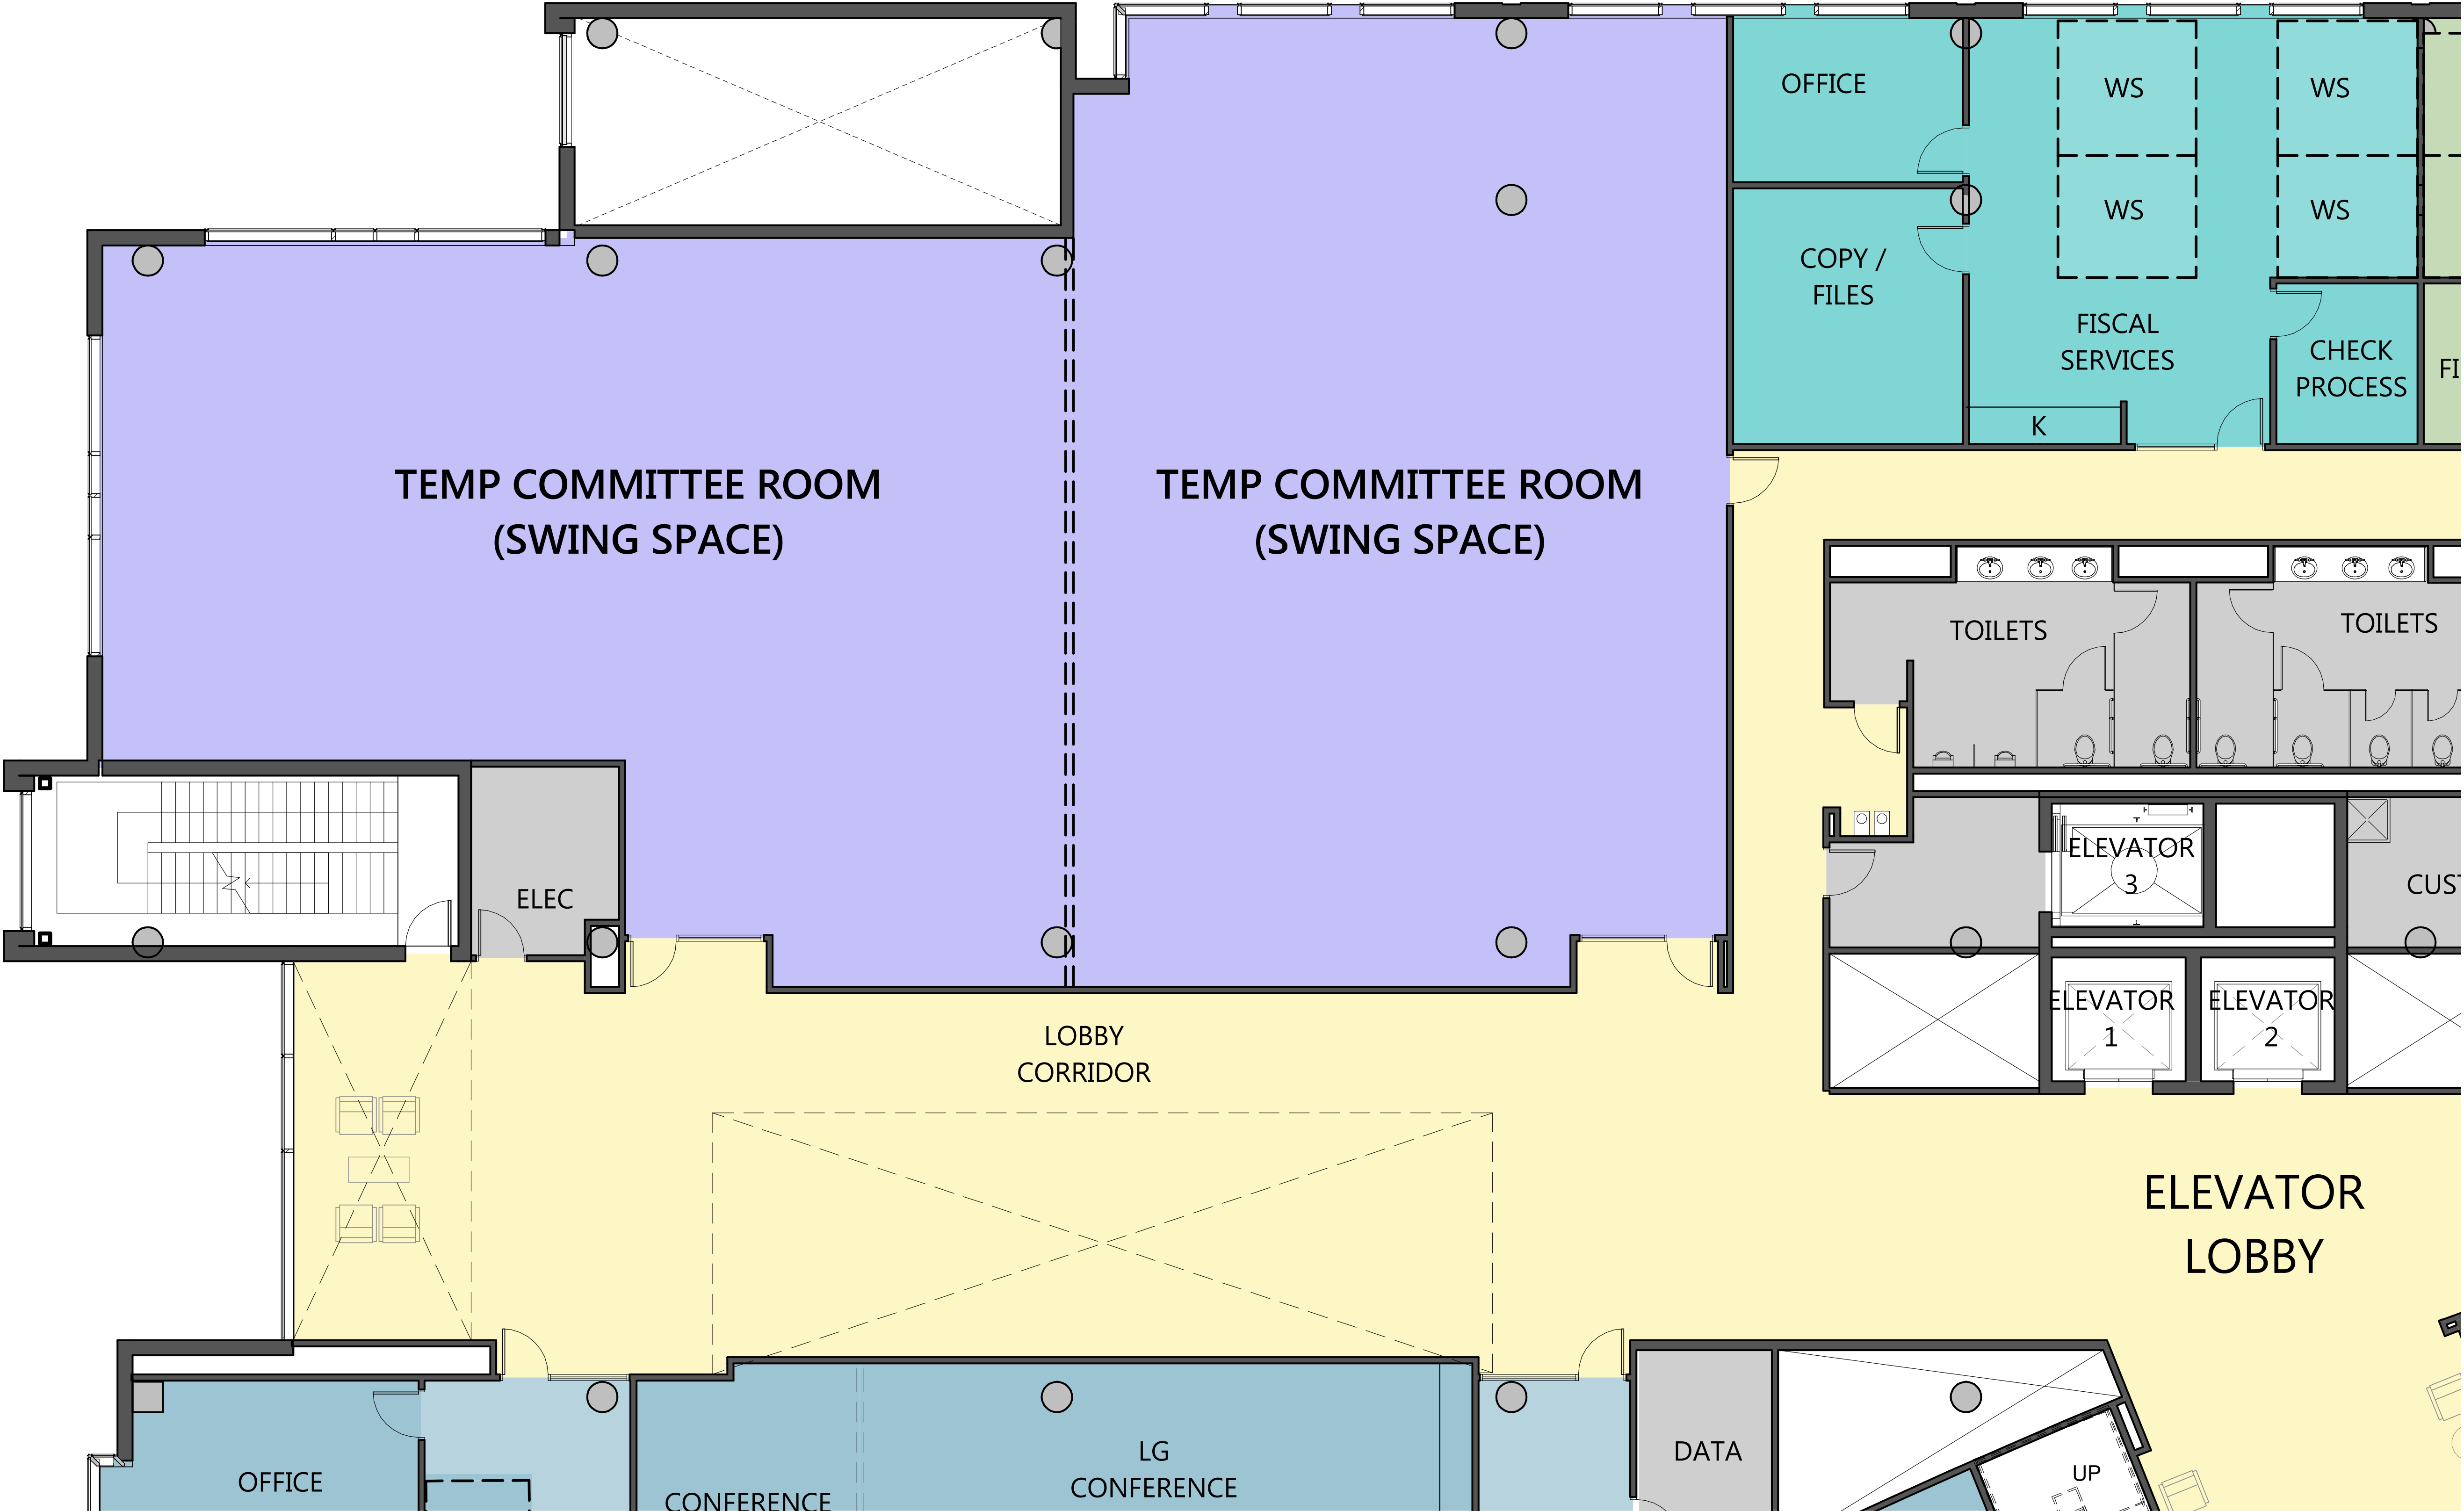 OFFICE
WS
WS
WS
WS
COPY /
FILES
FISCAL
SERVICES
CHECK
PROCESS
FI
K
TEMP COMMITTEE ROOM
(SWING SPACE)
TEMP COMMITTEE ROOM
(SWING SPACE)
TOILETS
TOILETS
ELEC
ELEVATOR
3
CUS
ELEVATOR
1
ELEVATOR
2
LOBBY
CORRIDOR
ELEVATOR
LOBBY
OFFICE
CONFERENCE
LG
CONFERENCE
DATA
UP